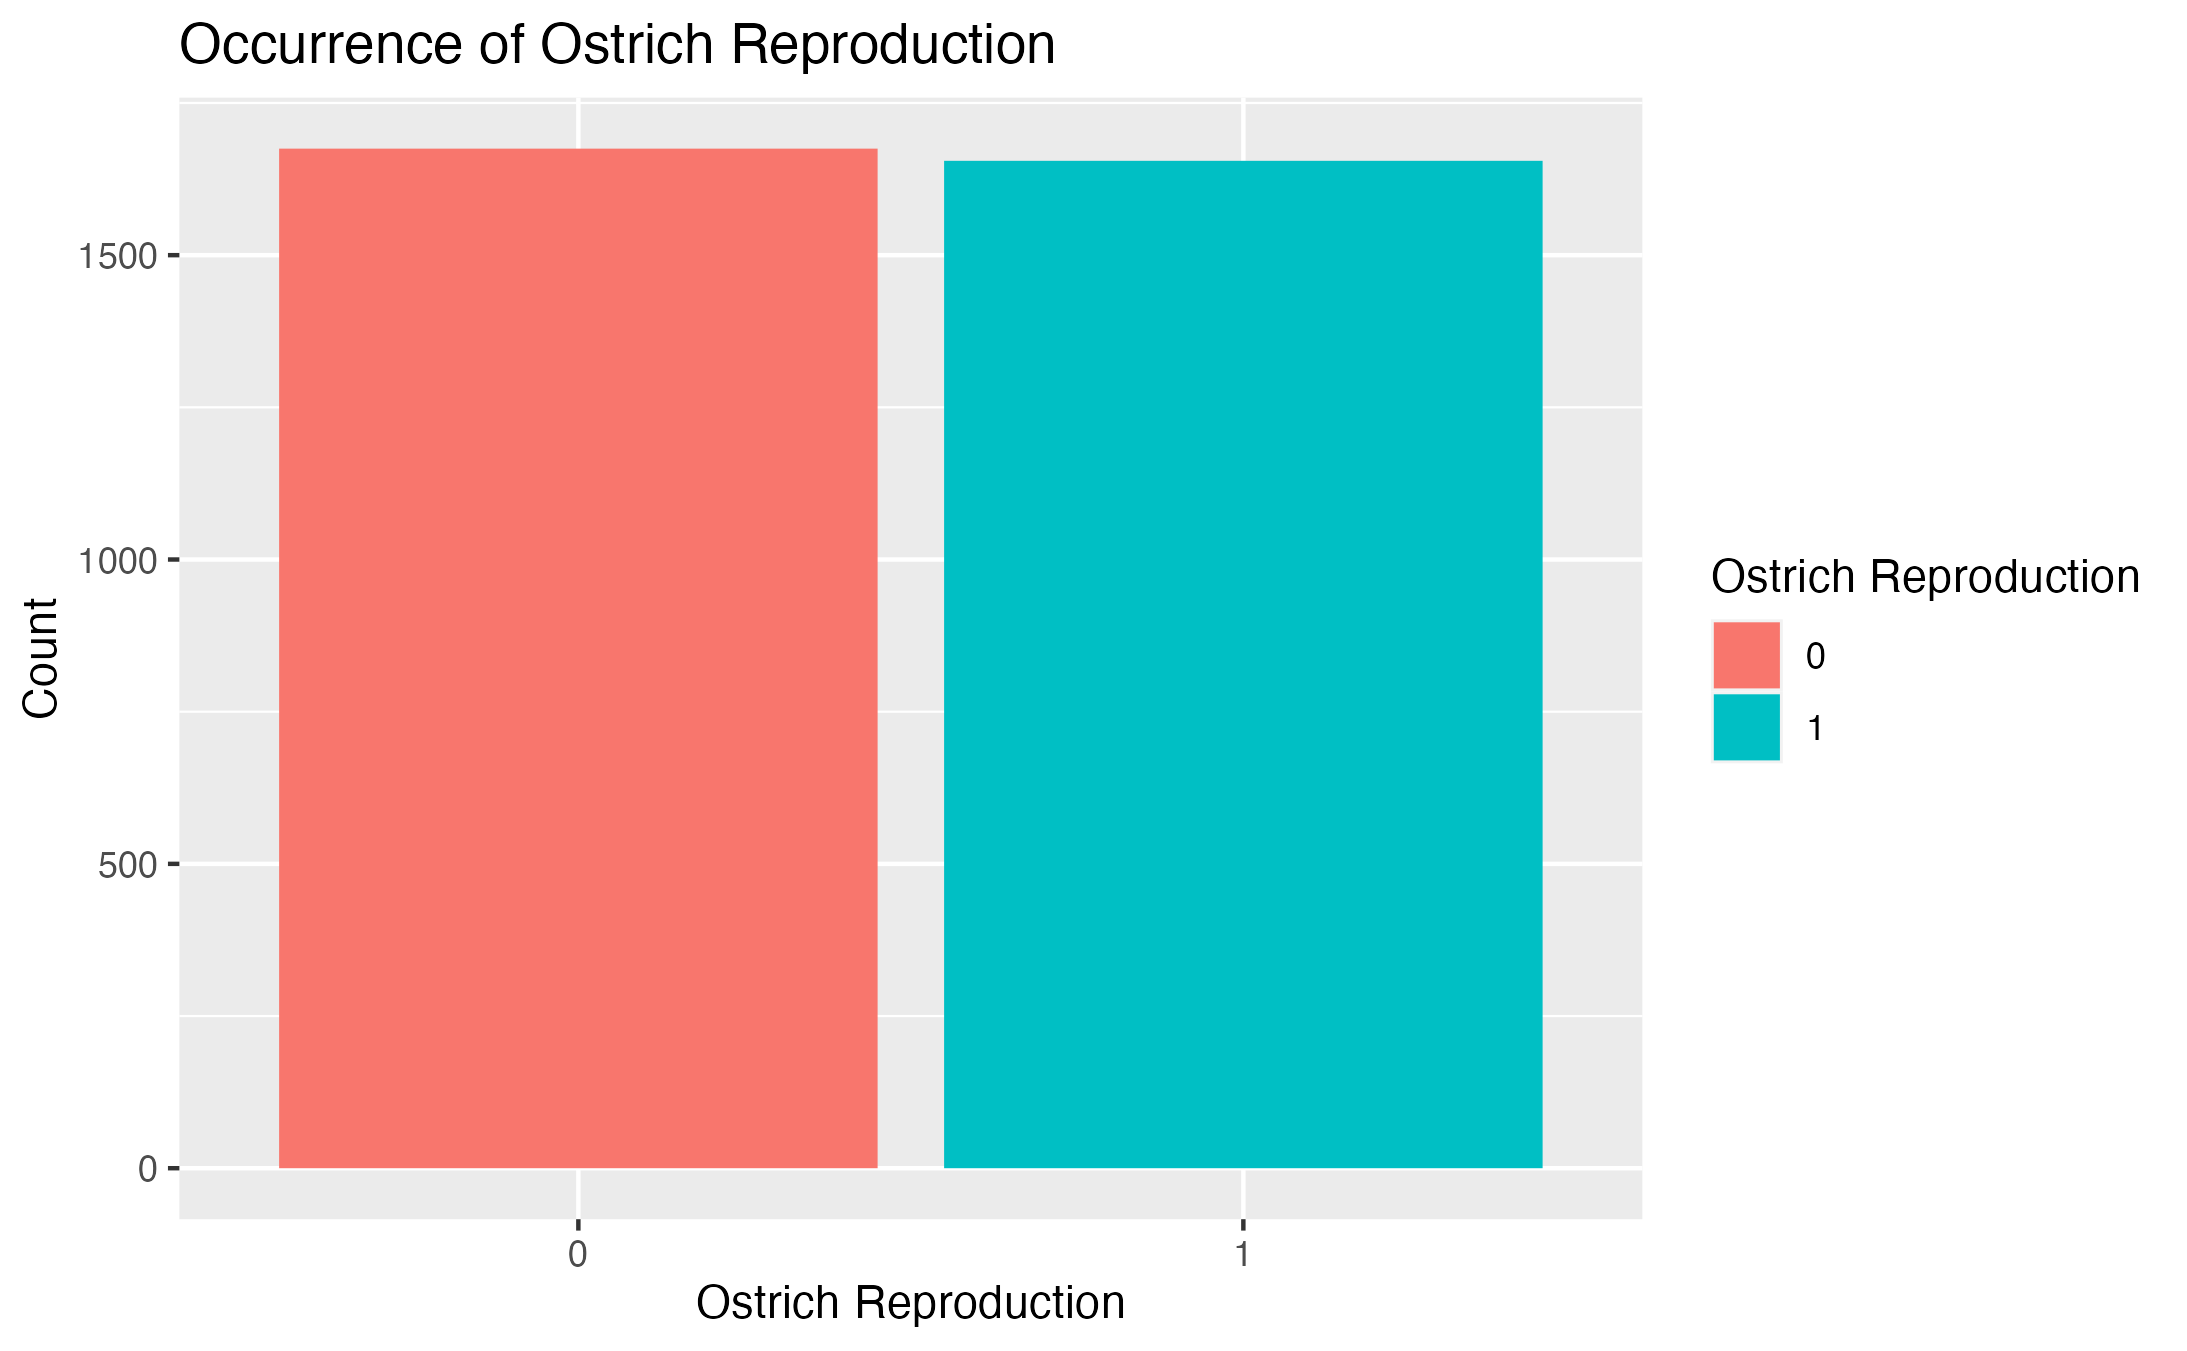 Occurrence of Ostrich Reproduction
Count
1500
1000
500
0
0 1
Ostrich Reproduction
Ostrich Reproduction
0
1